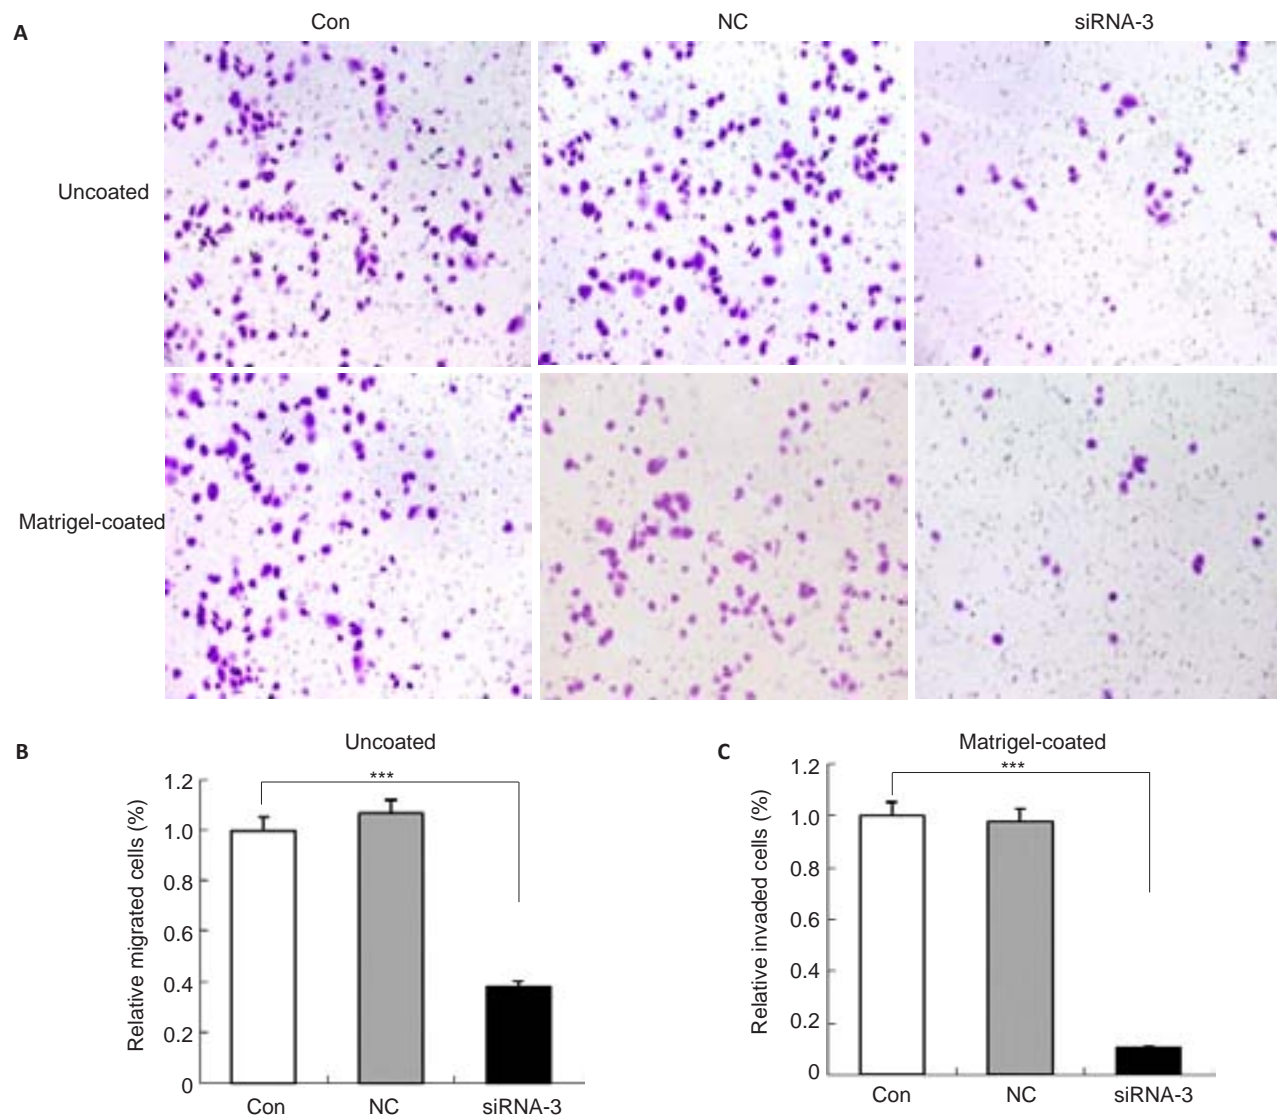 A
Con
NC
siRNA-3
Uncoated
Matrigel-coated
B
Uncoated
***
Relative migrated cells (%)
1.2
1.0
0.8
0.6
0.4
0.2
0
Con
NC
siRNA-3
C
Matrigel-coated
***
Relative invaded cells (%)
1.2
1.0
0.8
0.6
0.4
0.2
0
Con
NC
siRNA-3